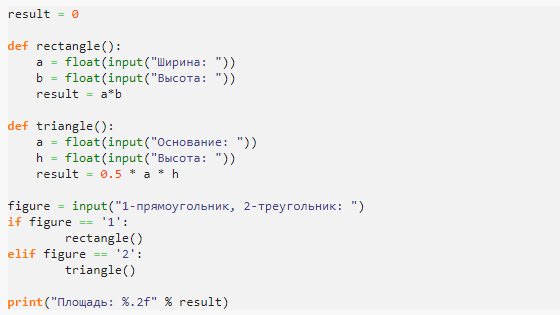 result = 0

def rectangle():
    a = float(input("Ширина: "))
    b = float(input("Высота: "))
    result = a*b

def triangle():
    a = float(input("Основание: "))
    h = float(input("Высота: "))
    result = 0.5 * a * h

figure = input("1-прямоугольник, 2-треугольник: ")
if figure == '1':
        rectangle()
elif figure == '2':
        triangle()

print("Площадь: %.2f" % result)